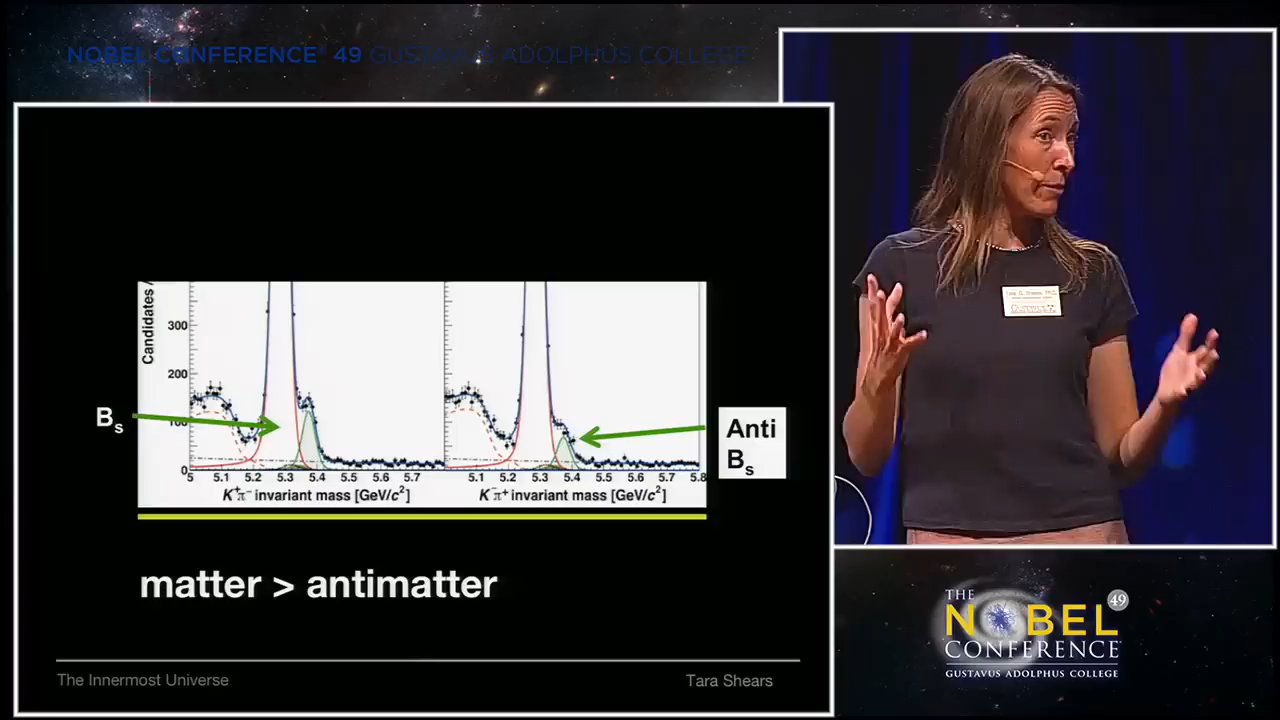 NOBEL CONFERENCE® 49 GUSTAVUS ADOLPHUS COLLEGE
Candidates /
300
200
100
0
5 5.1 5.2 5.3 5.4 5.5 5.6 5.7
5.1 5.2 5.3 5.4 5.5 5.6 5.7 5.8
K⁺π⁻ invariant mass [GeV/c²]
K⁻π⁺ invariant mass [GeV/c²]
Bs
Anti
Bs
matter > antimatter
The Innermost Universe
Tara Shears
THE
NOBEL
49
CONFERENCE
GUSTAVUS ADOLPHUS COLLEGE